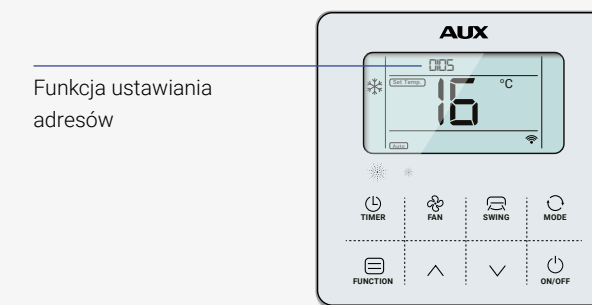 AUX
0105
Set Temp.
16 °C
Auto
Funkcja ustawiania
adresów
TIMER FAN SWING MODE
FUNCTION ON/OFF